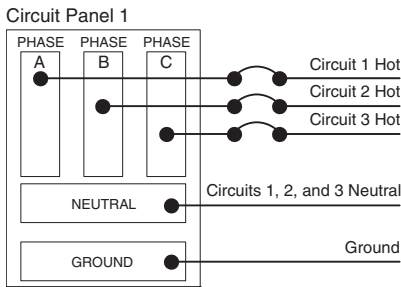 Circuit Panel 1
PHASE PHASE PHASE
A B C
Circuit 1 Hot
Circuit 2 Hot
Circuit 3 Hot
NEUTRAL
Circuits 1, 2, and 3 Neutral
GROUND
Ground